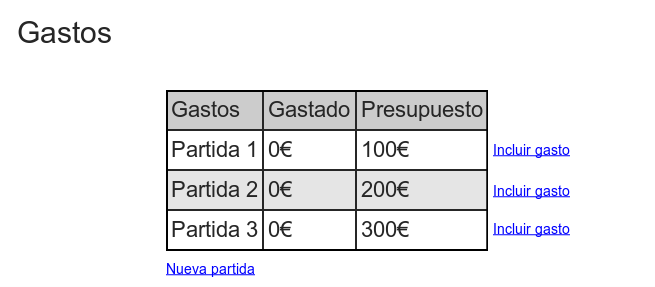 Gastos
Gastos Gastado Presupuesto
Partida 1 0€ 100€ Incluir gasto
Partida 2 0€ 200€ Incluir gasto
Partida 3 0€ 300€ Incluir gasto
Nueva partida